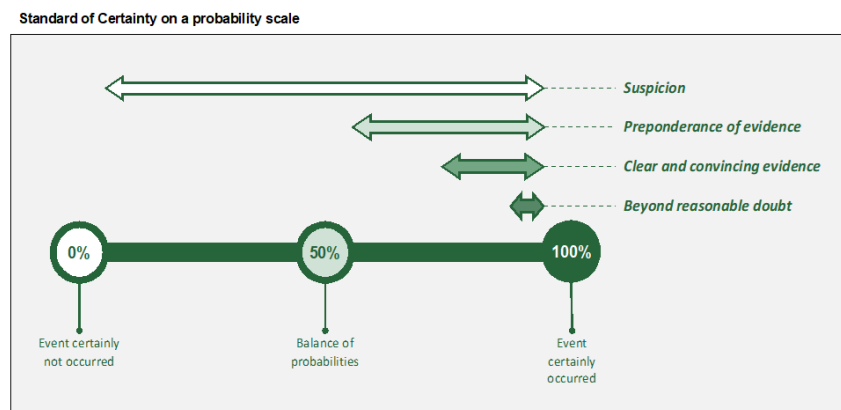 Standard of Certainty on a probability scale
Suspicion
Preponderance of evidence
Clear and convincing evidence
Beyond reasonable doubt
0%
50%
100%
Event certainly
not occurred
Balance of
probabilities
Event
certainly
occurred